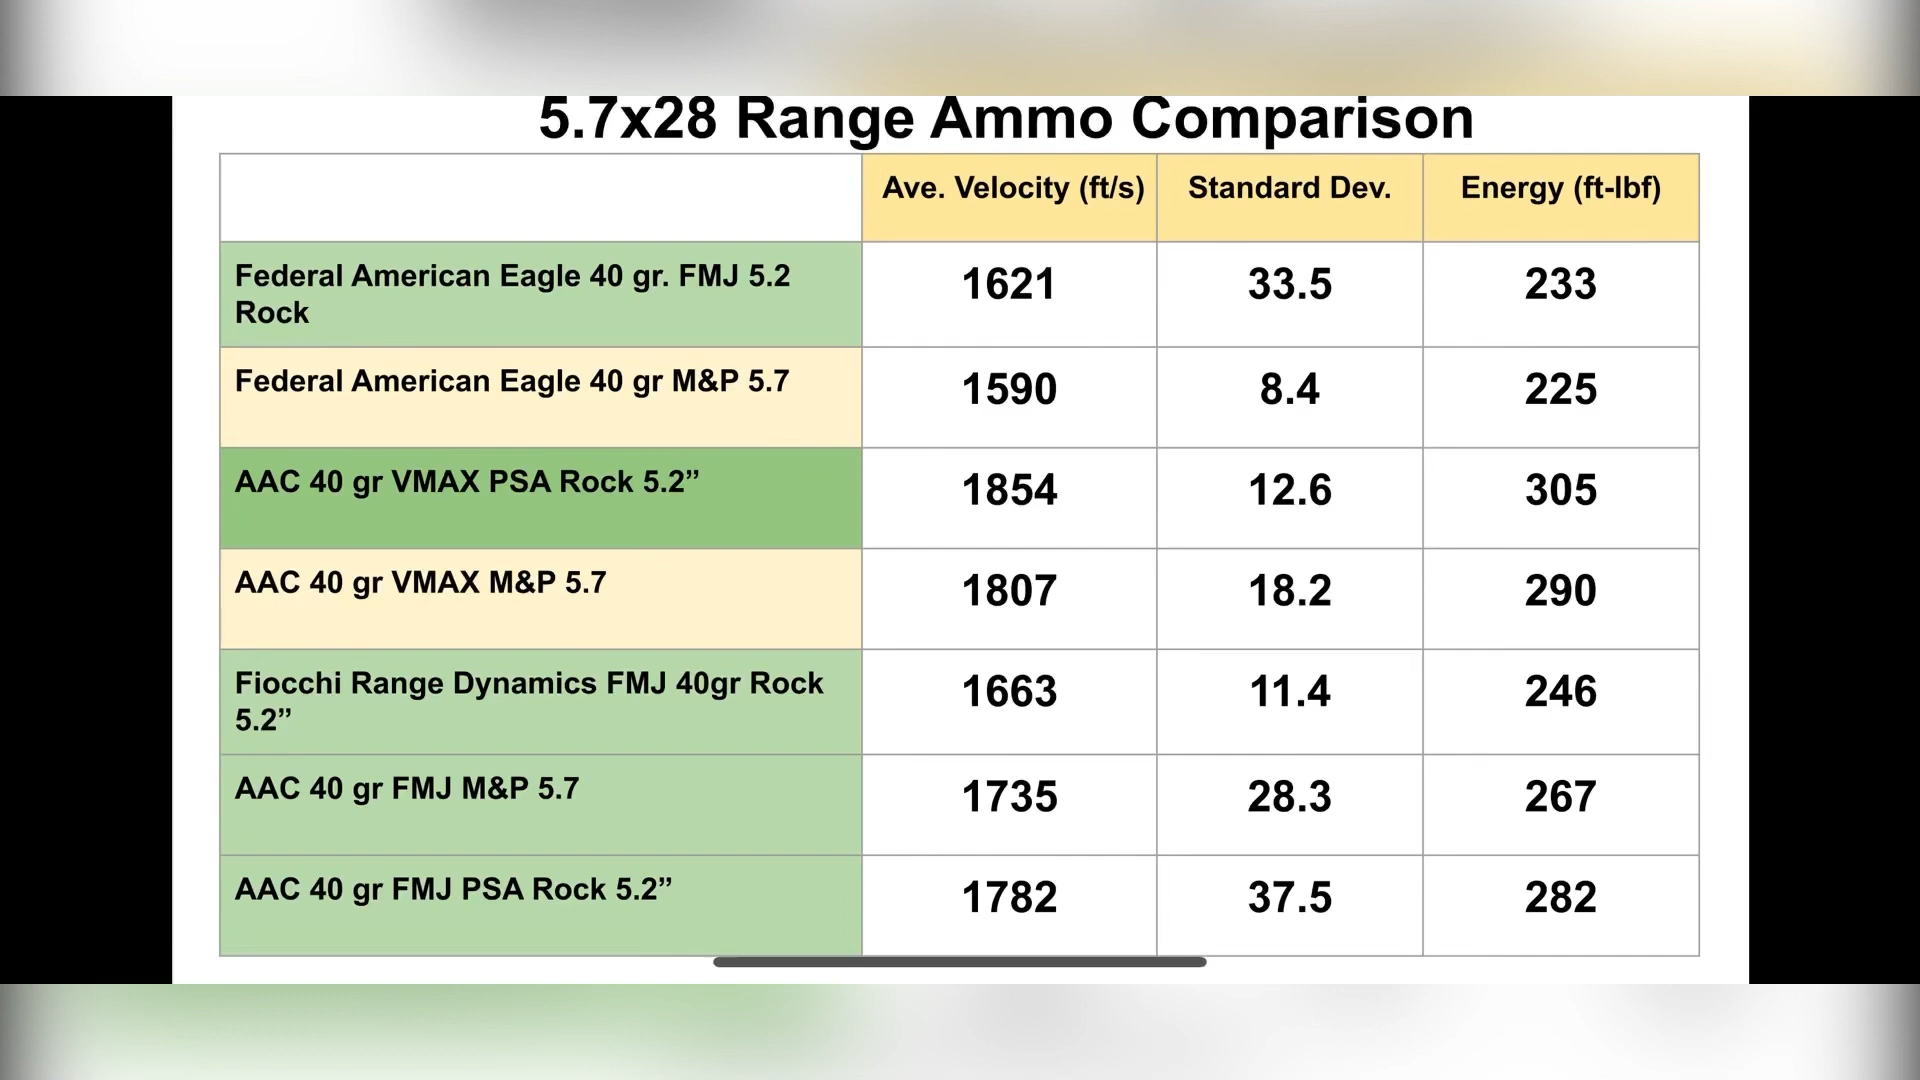 5.7x28 Range Ammo Comparison
Ave. Velocity (ft/s) Standard Dev. Energy (ft-lbf)
Federal American Eagle 40 gr. FMJ 5.2
Rock
1621 33.5 233
Federal American Eagle 40 gr M&P 5.7 1590 8.4 225
AAC 40 gr VMAX PSA Rock 5.2” 1854 12.6 305
AAC 40 gr VMAX M&P 5.7 1807 18.2 290
Fiocchi Range Dynamics FMJ 40gr Rock
5.2”
1663 11.4 246
AAC 40 gr FMJ M&P 5.7 1735 28.3 267
AAC 40 gr FMJ PSA Rock 5.2” 1782 37.5 282